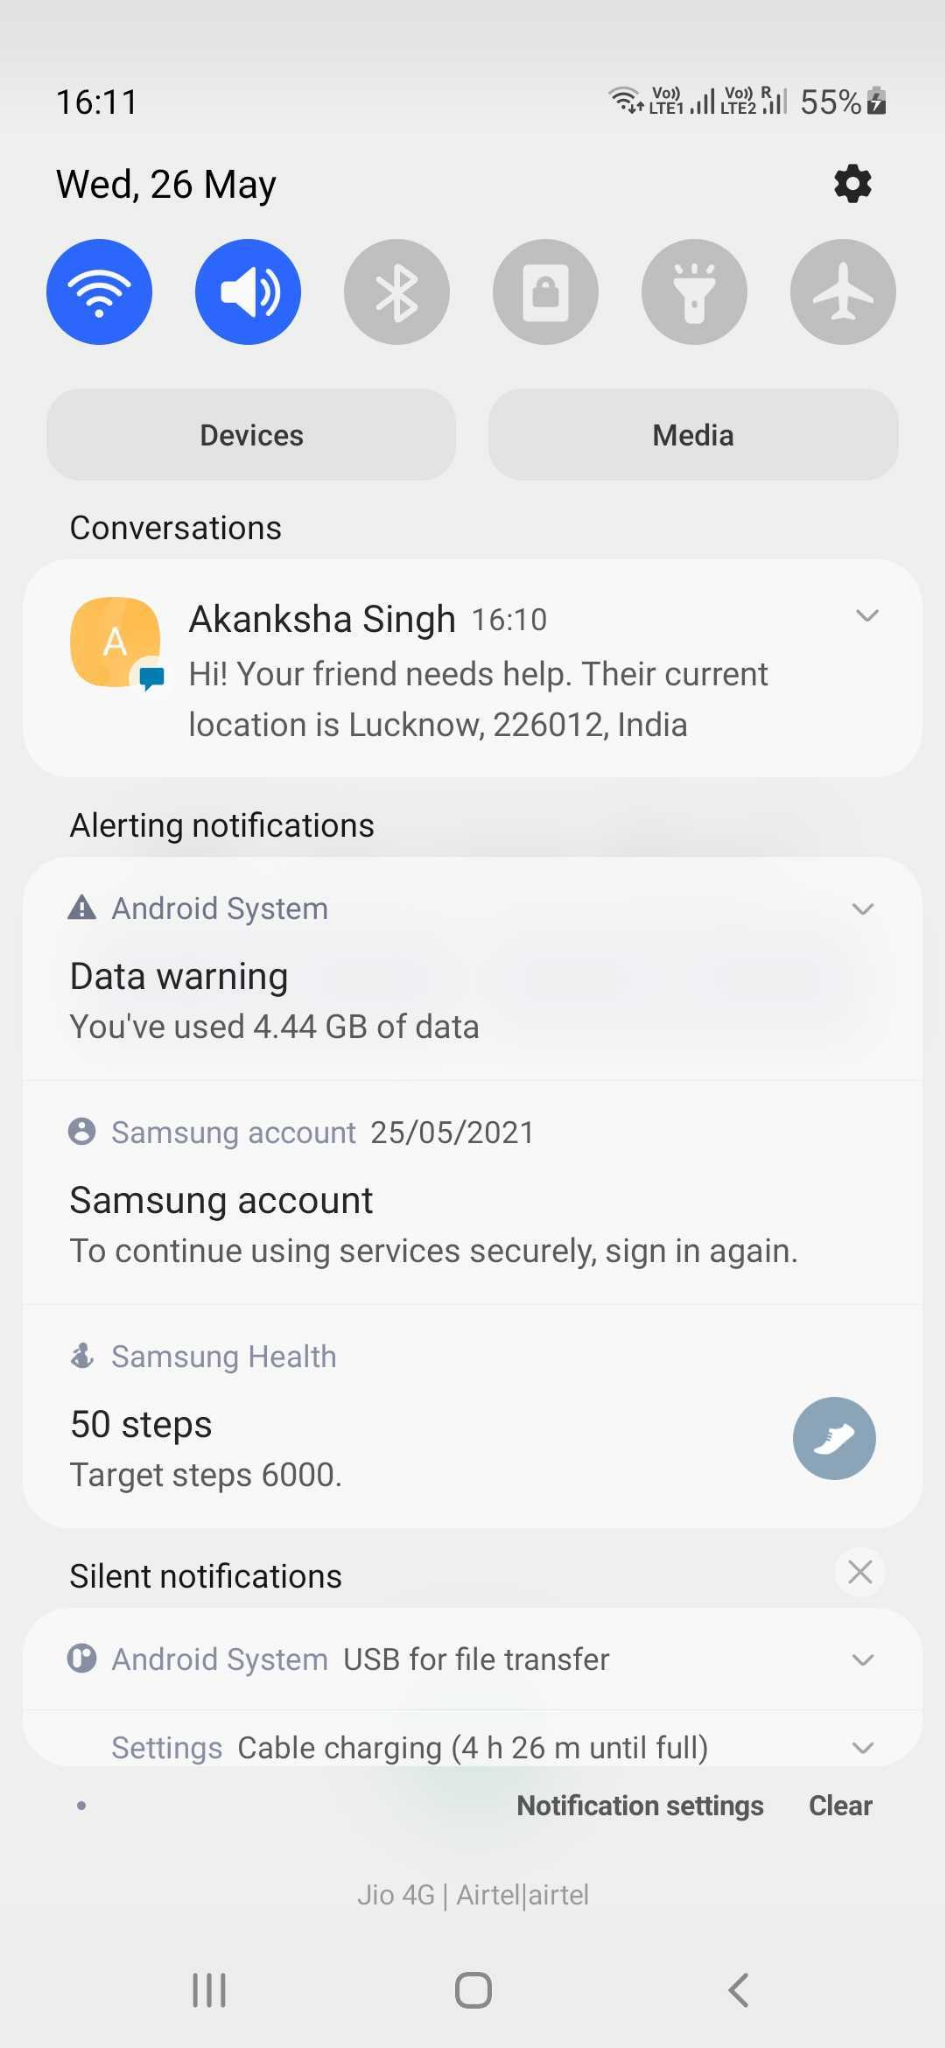 16:11
Vo)) LTE1 Vo)) R LTE2 55%
Wed, 26 May
Devices
Media
Conversations
A
Akanksha Singh 16:10
Hi! Your friend needs help. Their current
location is Lucknow, 226012, India
Alerting notifications
Android System
Data warning
You've used 4.44 GB of data
Samsung account 25/05/2021
Samsung account
To continue using services securely, sign in again.
Samsung Health
50 steps
Target steps 6000.
Silent notifications
Android System USB for file transfer
Settings Cable charging (4 h 26 m until full)
Notification settings Clear
Jio 4G | Airtel|airtel